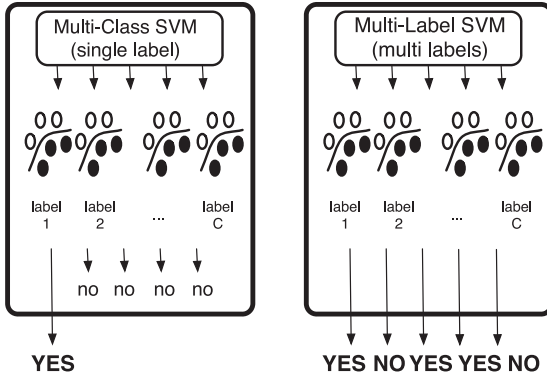 Multi-Class SVM
(single label)
label
1
label
2
...
label
C
no no no no
YES
Multi-Label SVM
(multi labels)
label
1
label
2
...
label
C
YES NO YES YES NO